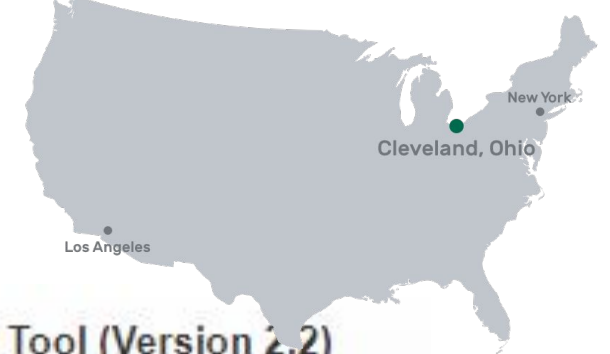 New York
Cleveland, Ohio
Los Angeles
Tool (Version 2.2)